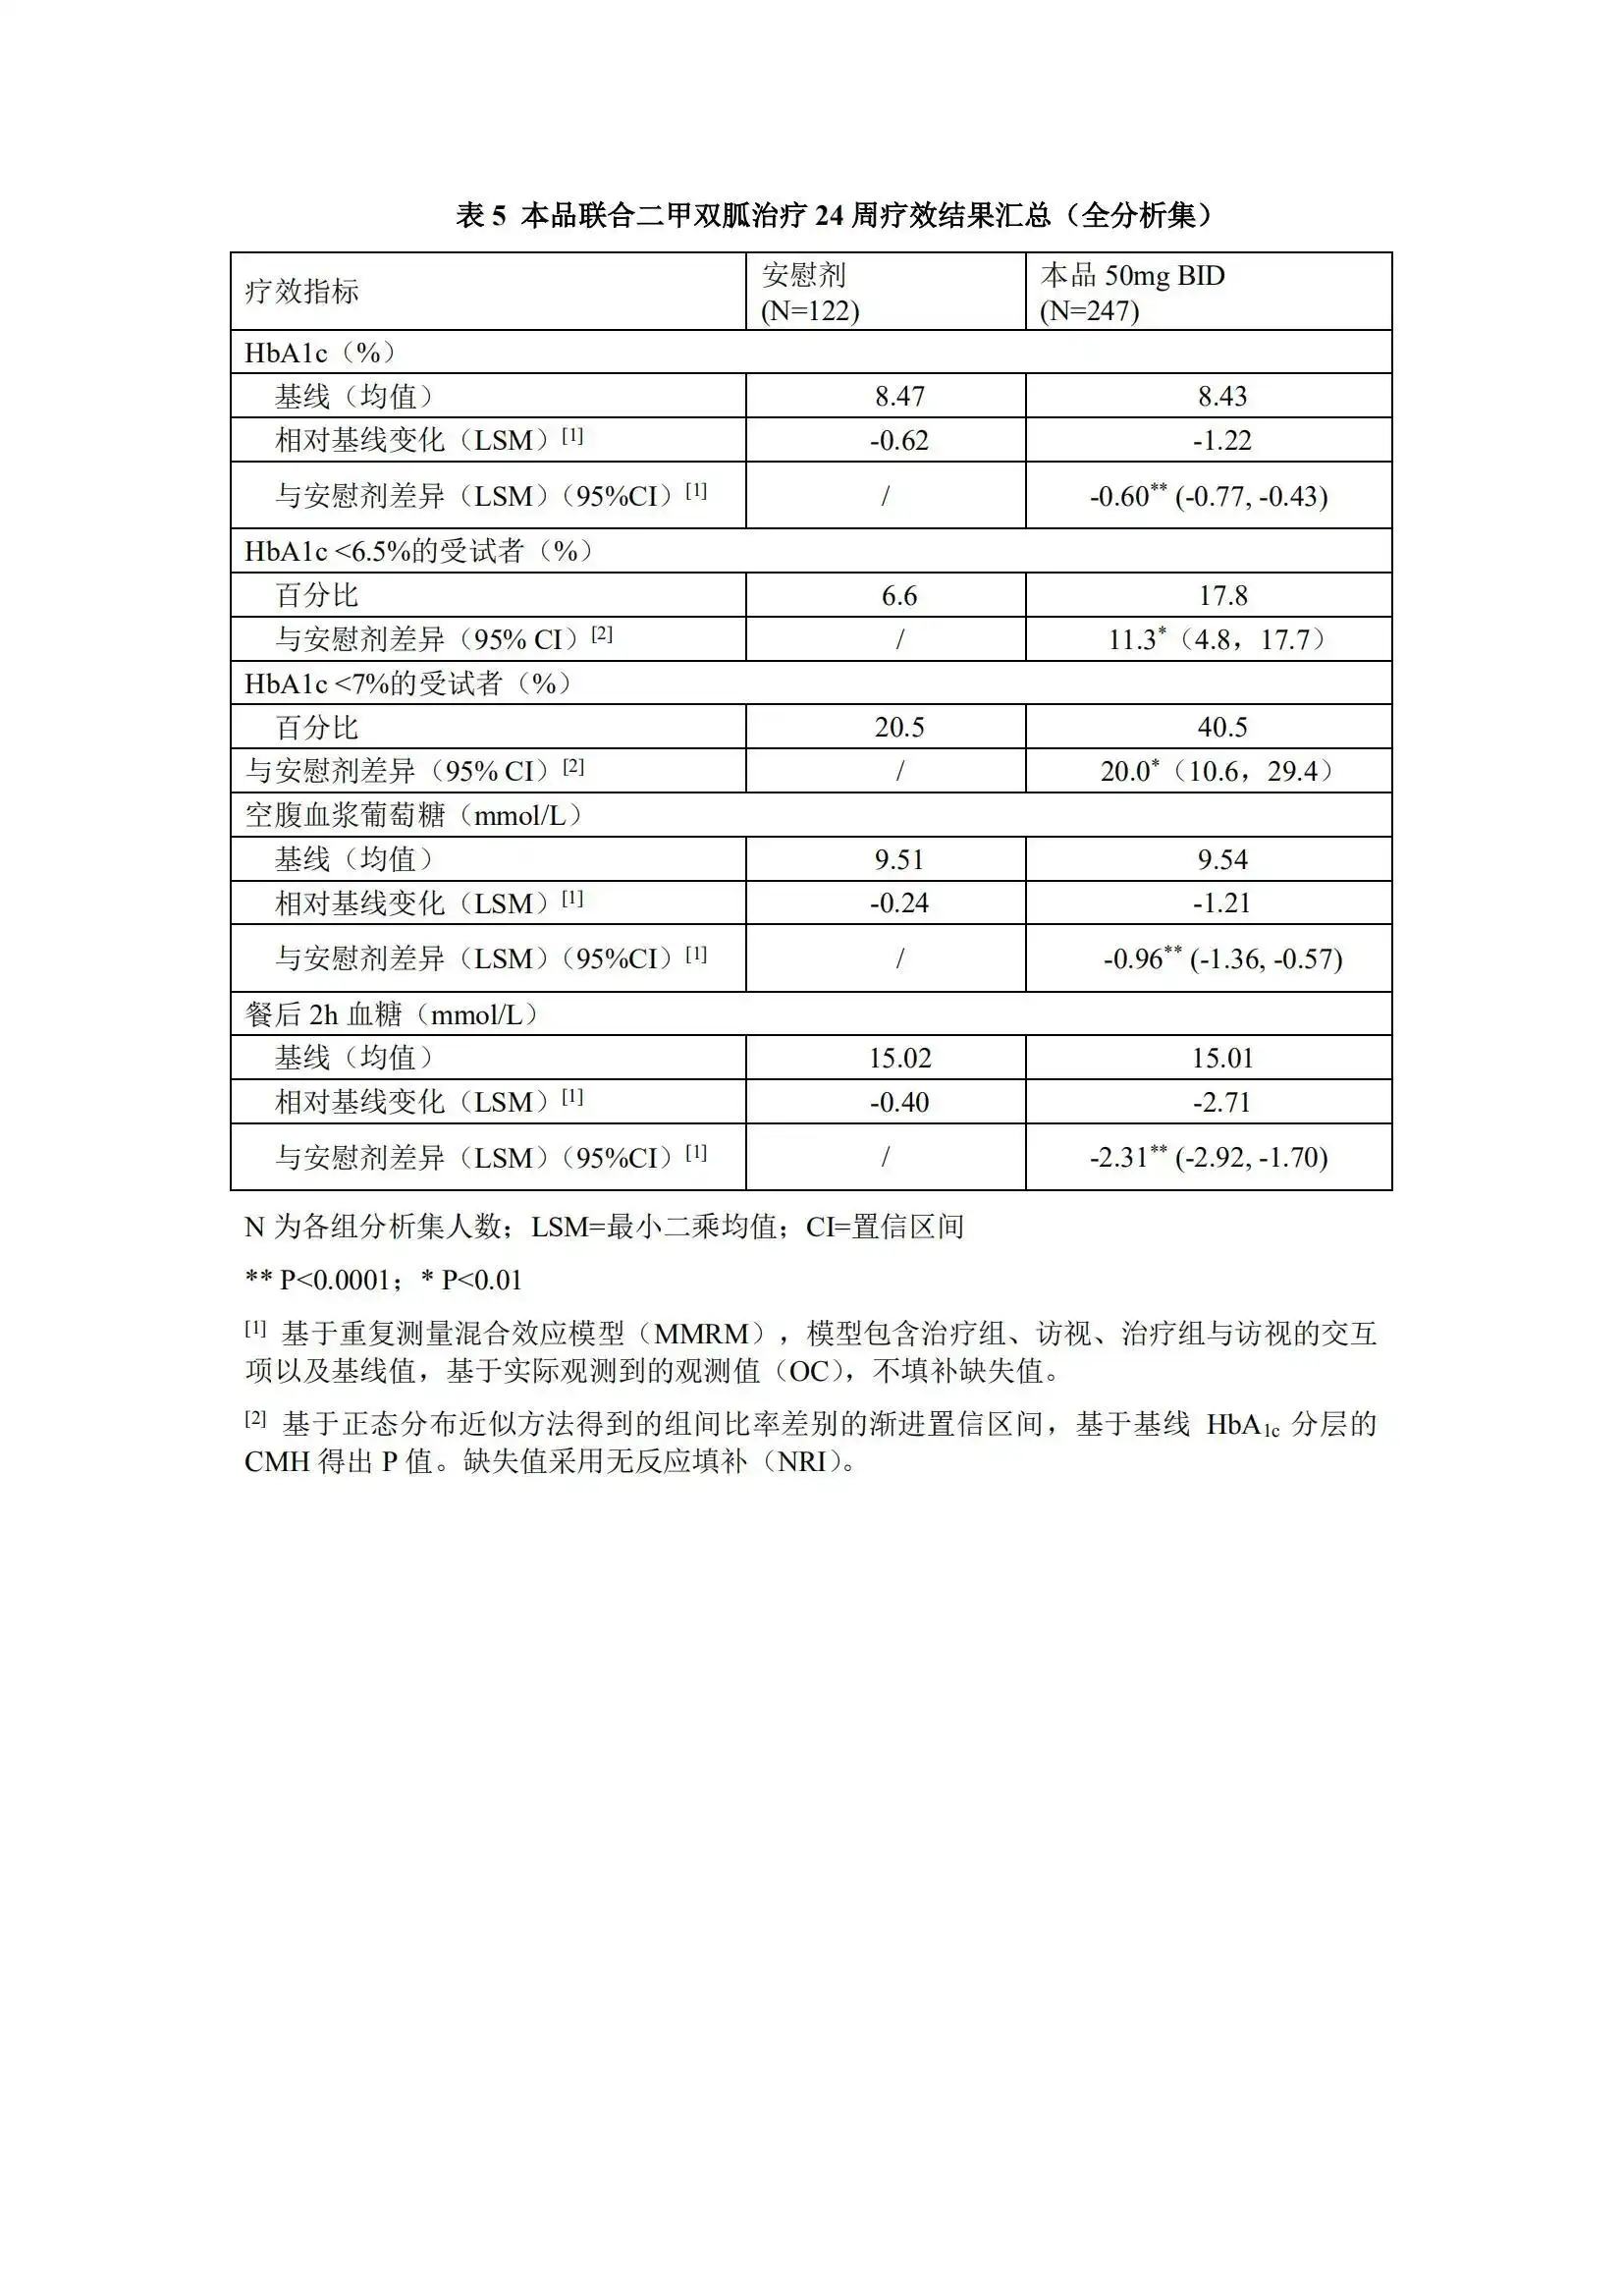 表 5 本品联合二甲双胍治疗 24 周疗效结果汇总（全分析集）
疗效指标 安慰剂 (N=122) 本品 50mg BID (N=247)
HbA1c（%）
基线（均值） 8.47 8.43
相对基线变化（LSM）[1] -0.62 -1.22
与安慰剂差异（LSM）（95%CI）[1] / -0.60** (-0.77, -0.43)
HbA1c <6.5%的受试者（%）
百分比 6.6 17.8
与安慰剂差异（95% CI）[2] / 11.3*（4.8，17.7）
HbA1c <7%的受试者（%）
百分比 20.5 40.5
与安慰剂差异（95% CI）[2] / 20.0*（10.6，29.4）
空腹血浆葡萄糖（mmol/L）
基线（均值） 9.51 9.54
相对基线变化（LSM）[1] -0.24 -1.21
与安慰剂差异（LSM）（95%CI）[1] / -0.96** (-1.36, -0.57)
餐后 2h 血糖（mmol/L）
基线（均值） 15.02 15.01
相对基线变化（LSM）[1] -0.40 -2.71
与安慰剂差异（LSM）（95%CI）[1] / -2.31** (-2.92, -1.70)
N 为各组分析集人数；LSM=最小二乘均值；CI=置信区间
** P<0.0001；* P<0.01
[1] 基于重复测量混合效应模型（MMRM），模型包含治疗组、访视、治疗组与访视的交互
项以及基线值，基于实际观测到的观测值（OC），不填补缺失值。
[2] 基于正态分布近似方法得到的组间比率差别的渐进置信区间，基于基线 HbA1c 分层的
CMH 得出 P 值。缺失值采用无反应填补（NRI）。